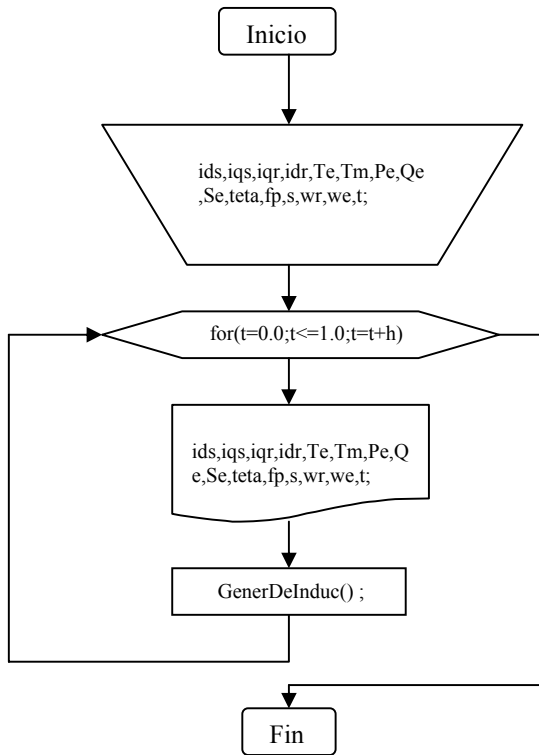 Inicio
ids,iqs,iqr,idr,Te,Tm,Pe,Qe
,Se,teta,fp,s,wr,we,t;
for(t=0.0;t<=1.0;t=t+h)
ids,iqs,iqr,idr,Te,Tm,Pe,Q
e,Se,teta,fp,s,wr,we,t;
GenerDeInduc() ;
Fin